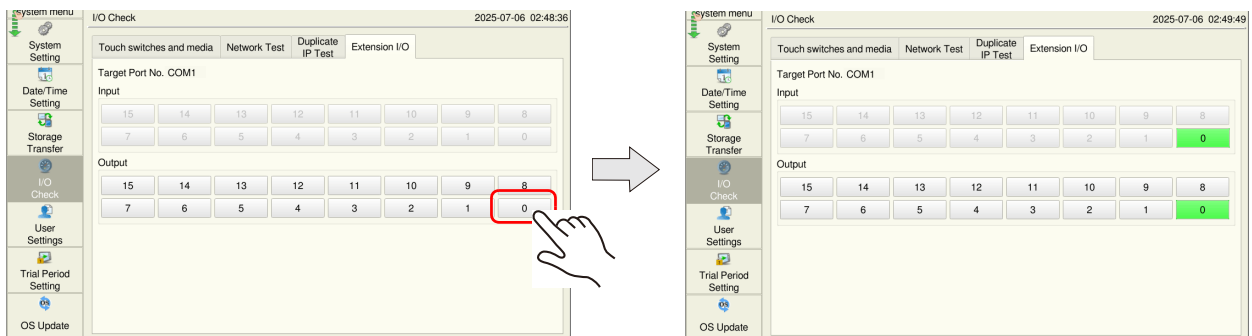 System menu
I/O Check
2025-07-06 02:48:36
System
Setting
Date/Time
Setting
Storage
Transfer
I/O
Check
User
Settings
Trial Period
Setting
OS
OS Update
Touch switches and media
Network Test
Duplicate
IP Test
Extension I/O
Target Port No. COM1
Input
15 14 13 12 11 10 9 8
7 6 5 4 3 2 1 0
Output
15 14 13 12 11 10 9 8
7 6 5 4 3 2 1 0
System menu
I/O Check
2025-07-06 02:49:49
System
Setting
Date/Time
Setting
Storage
Transfer
I/O
Check
User
Settings
Trial Period
Setting
OS
OS Update
Touch switches and media
Network Test
Duplicate
IP Test
Extension I/O
Target Port No. COM1
Input
15 14 13 12 11 10 9 8
7 6 5 4 3 2 1 0
Output
15 14 13 12 11 10 9 8
7 6 5 4 3 2 1 0